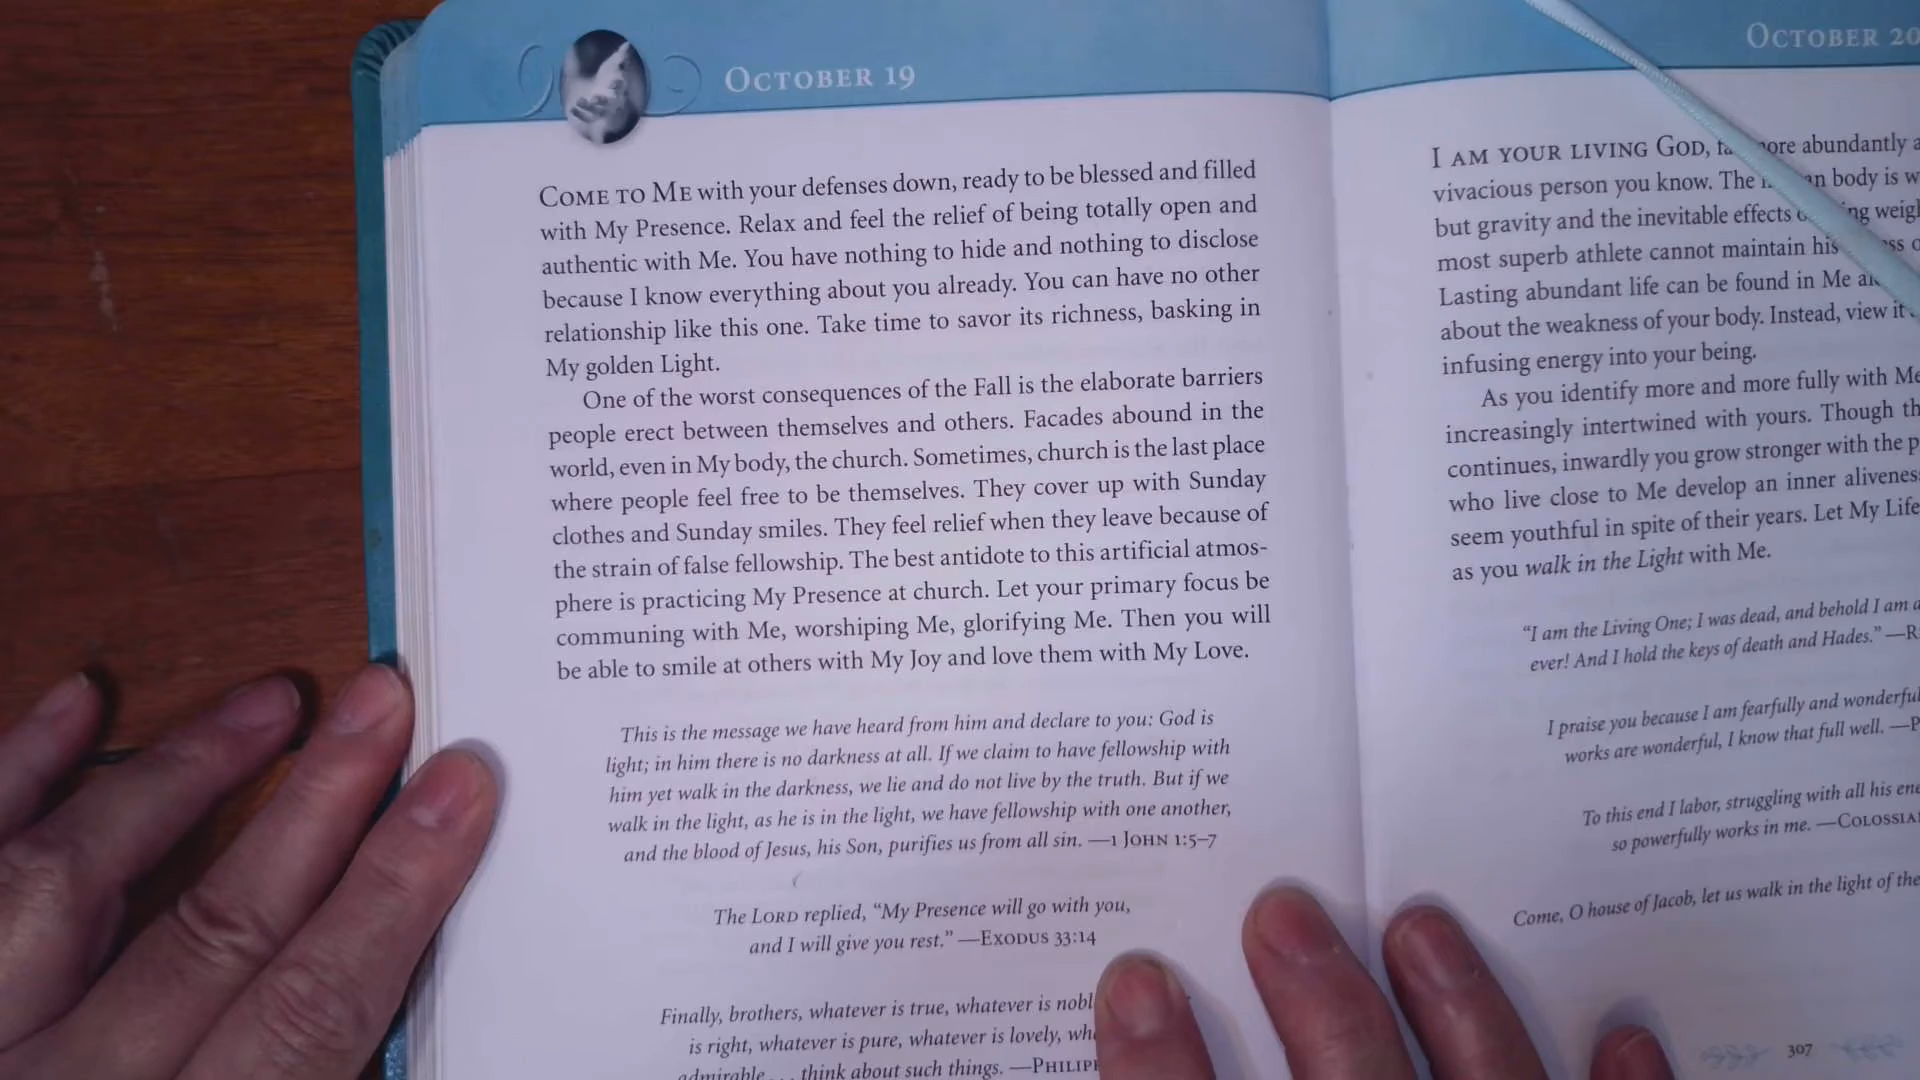 October 19
Come to Me with your defenses down, ready to be blessed and filled
with My Presence. Relax and feel the relief of being totally open and
authentic with Me. You have nothing to hide and nothing to disclose
because I know everything about you already. You can have no other
relationship like this one. Take time to savor its richness, basking in
My golden Light.
One of the worst consequences of the Fall is the elaborate barriers
people erect between themselves and others. Facades abound in the
world, even in My body, the church. Sometimes, church is the last place
where people feel free to be themselves. They cover up with Sunday
clothes and Sunday smiles. They feel relief when they leave because of
the strain of false fellowship. The best antidote to this artificial atmos-
phere is practicing My Presence at church. Let your primary focus be
communing with Me, worshiping Me, glorifying Me. Then you will
be able to smile at others with My Joy and love them with My Love.
This is the message we have heard from him and declare to you: God is
light; in him there is no darkness at all. If we claim to have fellowship with
him yet walk in the darkness, we lie and do not live by the truth. But if we
walk in the light, as he is in the light, we have fellowship with one another,
and the blood of Jesus, his Son, purifies us from all sin. —1 John 1:5–7
The Lord replied, “My Presence will go with you,
and I will give you rest.” —Exodus 33:14
Finally, brothers, whatever is true, whatever is
is right, whatever is pure, whatever is lovely,
admirable . . . think about such things.
October 20
I am your living God, abundantly
vivacious person you know. The body is
but gravity and the inevitable effects
most superb athlete cannot maintain his
Lasting abundant life can be found in Me
about the weakness of your body. Instead, view it
infusing energy into your being.
As you identify more and more fully with Me
increasingly intertwined with yours. Though
continues, inwardly you grow stronger with the
who live close to Me develop an inner
seem youthful in spite of their years. Let My Life
as you walk in the Light with Me.
“I am the Living One; I was dead, and behold I am
ever! And I hold the keys of death and Hades.”
I praise you because I am fearfully and
works are wonderful, I know that full well.
To this end I labor, struggling with all his
so powerfully works in me.
Come, O house of Jacob, let us walk in the light of the
307